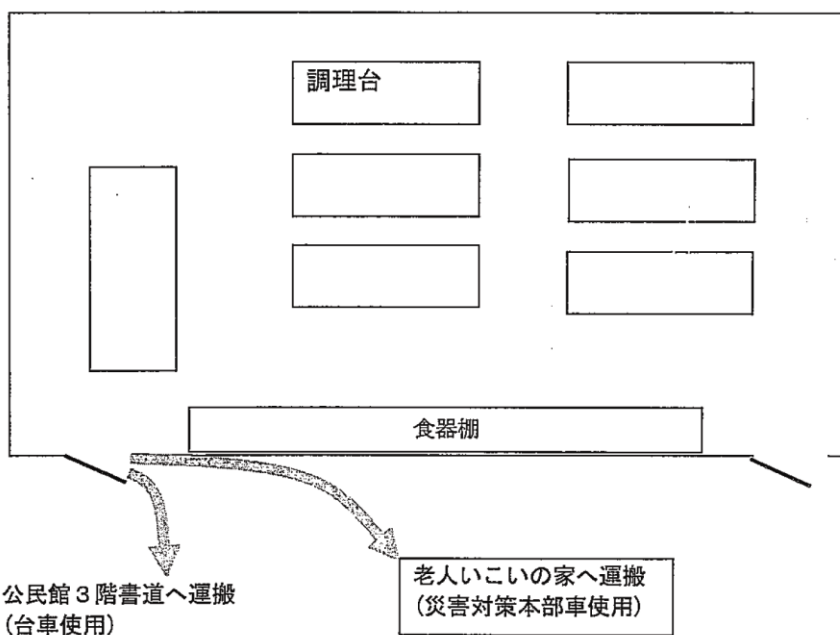 調理台
食器棚
公民館3階書道へ運搬
(台車使用)
老人いこいの家へ運搬
(災害対策本部車使用)